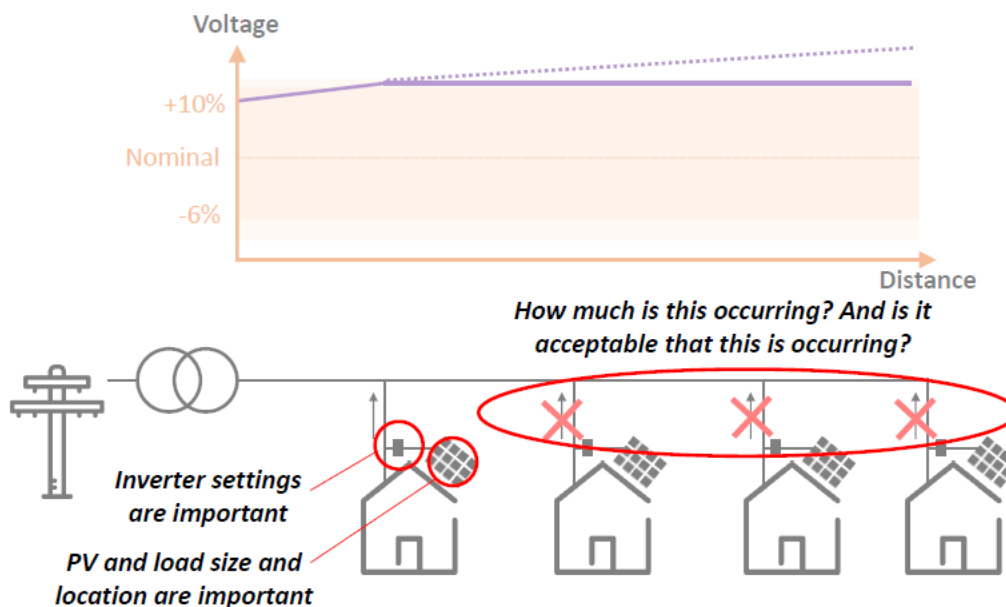 Voltage
+10%
Nominal
-6%
Distance
How much is this occurring? And is it
acceptable that this is occurring?
Inverter settings
are important
PV and load size and
location are important